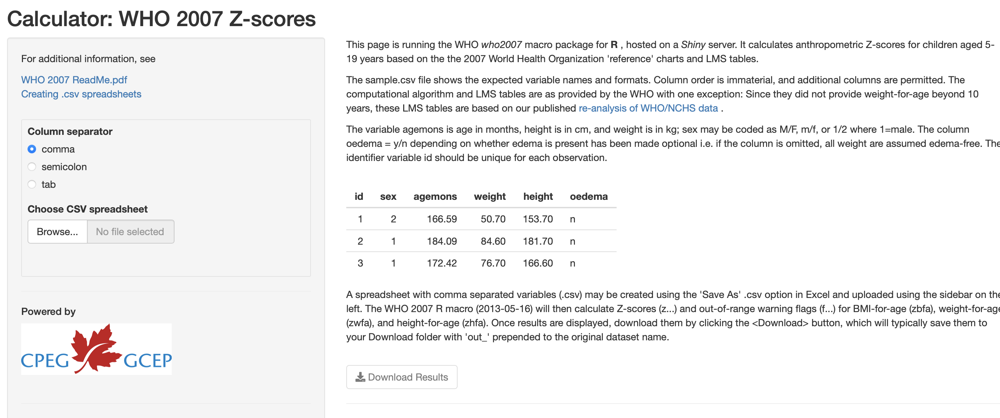 Calculator: WHO 2007 Z-scores
For additional information, see
WHO 2007 ReadMe.pdf
Creating .csv spreadsheets
Column separator
comma
semicolon
tab
Choose CSV spreadsheet
Browse... No file selected
Powered by
CPEG GCEP
This page is running the WHO who2007 macro package for R , hosted on a Shiny server. It calculates anthropometric Z-scores for children aged 5-
19 years based on the the 2007 World Health Organization 'reference' charts and LMS tables.
The sample.csv file shows the expected variable names and formats. Column order is immaterial, and additional columns are permitted. The
computational algorithm and LMS tables are as provided by the WHO with one exception: Since they did not provide weight-for-age beyond 10
years, these LMS tables are based on our published re-analysis of WHO/NCHS data .
The variable agemons is age in months, height is in cm, and weight is in kg; sex may be coded as M/F, m/f, or 1/2 where 1=male. The column
oedema = y/n depending on whether edema is present has been made optional i.e. if the column is omitted, all weight are assumed edema-free. The
identifier variable id should be unique for each observation.
id sex agemons weight height oedema
1 2 166.59 50.70 153.70 n
2 1 184.09 84.60 181.70 n
3 1 172.42 76.70 166.60 n
A spreadsheet with comma separated variables (.csv) may be created using the 'Save As' .csv option in Excel and uploaded using the sidebar on the
left. The WHO 2007 R macro (2013-05-16) will then calculate Z-scores (z...) and out-of-range warning flags (f...) for BMI-for-age (zbfa), weight-for-age
(zwfa), and height-for-age (zhfa). Once results are displayed, download them by clicking the <Download> button, which will typically save them to
your Download folder with 'out_' prepended to the original dataset name.
Download Results